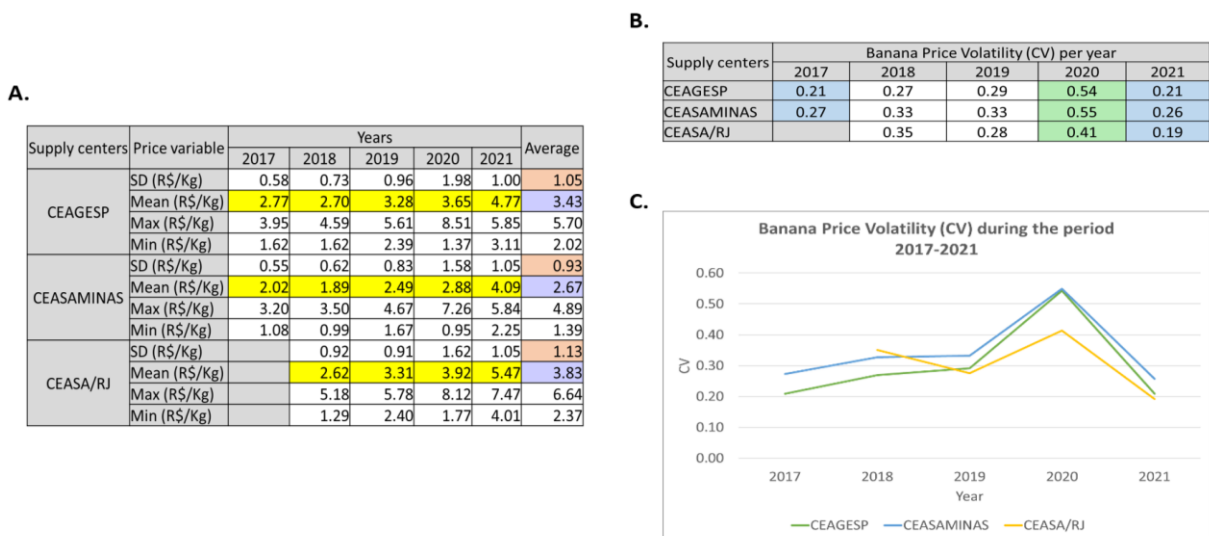 A.
Supply centers Price variable Years Average
2017 2018 2019 2020 2021
CEAGESP
SD (R$/Kg) 0.58 0.73 0.96 1.98 1.00 1.05
Mean (R$/Kg) 2.77 2.70 3.28 3.65 4.77 3.43
Max (R$/Kg) 3.95 4.59 5.61 8.51 5.85 5.70
Min (R$/Kg) 1.62 1.62 2.39 1.37 3.11 2.02
CEASAMINAS
SD (R$/Kg) 0.55 0.62 0.83 1.58 1.05 0.93
Mean (R$/Kg) 2.02 1.89 2.49 2.88 4.09 2.67
Max (R$/Kg) 3.20 3.50 4.67 7.26 5.84 4.89
Min (R$/Kg) 1.08 0.99 1.67 0.95 2.25 1.39
CEASA/RJ
SD (R$/Kg) 0.92 0.91 1.62 1.05 1.13
Mean (R$/Kg) 2.62 3.31 3.92 5.47 3.83
Max (R$/Kg) 5.18 5.78 8.12 7.47 6.64
Min (R$/Kg) 1.29 2.40 1.77 4.01 2.37
B.
Supply centers Banana Price Volatility (CV) per year
2017 2018 2019 2020 2021
CEAGESP 0.21 0.27 0.29 0.54 0.21
CEASAMINAS 0.27 0.33 0.33 0.55 0.26
CEASA/RJ 0.35 0.28 0.41 0.19
C.
Banana Price Volatility (CV) during the period
2017-2021
0.60
0.50
0.40
0.30
0.20
0.10
0.00
CV
2017 2018 2019 2020 2021
Year
CEAGESP CEASAMINAS CEASA/RJ